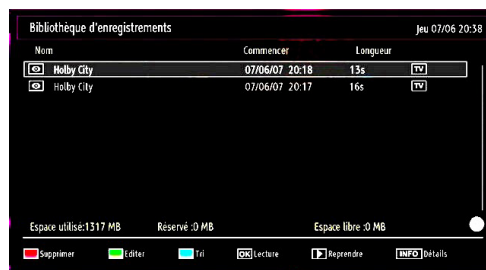 Bibliothèque d'enregistrements Jeu 07/06 20:38
Nom Commencer Longueur
Holby City 07/06/07 20:18 13s TV
Holby City 07/06/07 20:17 16s TV
Espace utilisé:1317 MB Réservé :0 MB Espace libre :0 MB
Supprimer Editer Tri OK Lecture Reprendre INFO Détails